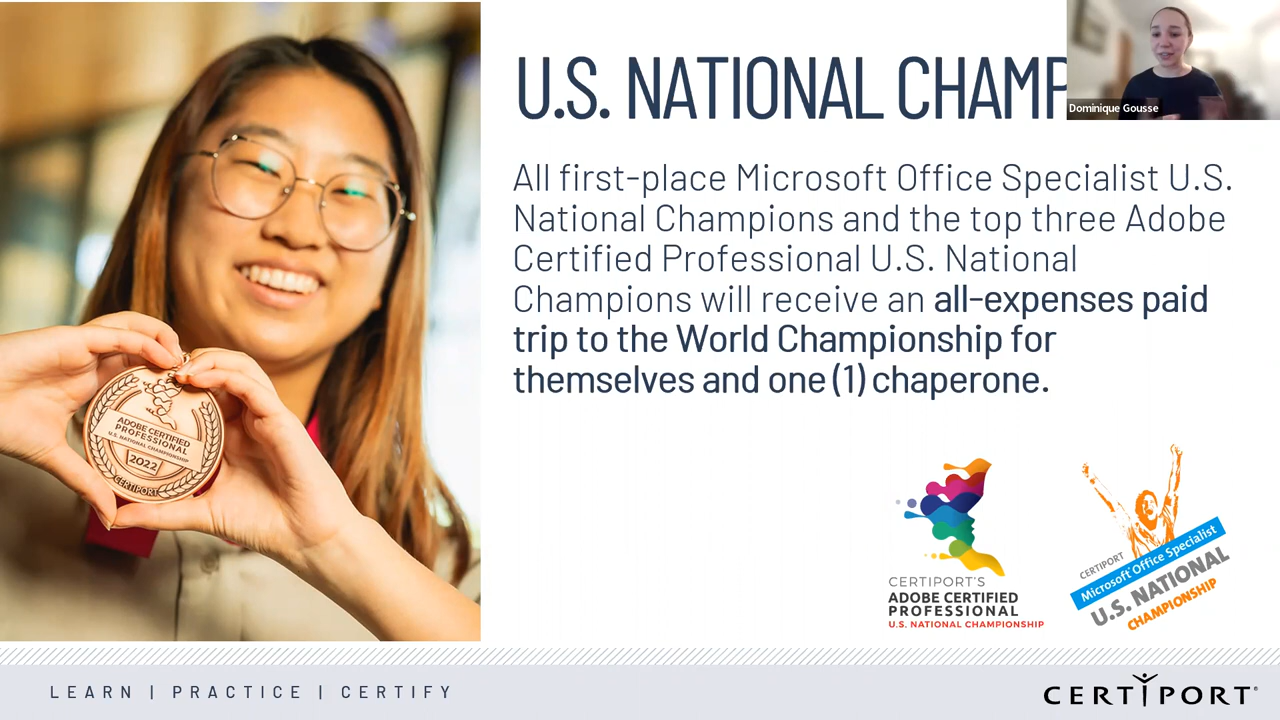 U.S. NATIONAL CHAMP
Dominique Gousse
All first-place Microsoft Office Specialist U.S.
National Champions and the top three Adobe
Certified Professional U.S. National
Champions will receive an all-expenses paid
trip to the World Championship for
themselves and one (1) chaperone.
ADOBE CERTIFIED
PROFESSIONAL
U.S. NATIONAL CHAMPIONSHIP
2022
CERTIPORT
CERTIPORT'S
ADOBE CERTIFIED
PROFESSIONAL
U.S. NATIONAL CHAMPIONSHIP
CERTIPORT
Microsoft® Office Specialist
U.S. NATIONAL
CHAMPIONSHIP
LEARN | PRACTICE | CERTIFY
CERTIPORT®